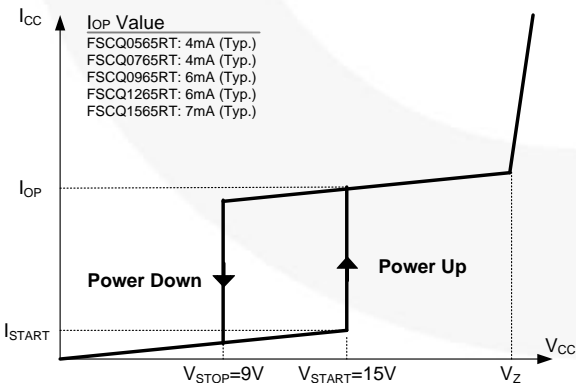 ICC
IOP Value
FSCQ0565RT: 4mA (Typ.)
FSCQ0765RT: 4mA (Typ.)
FSCQ0965RT: 6mA (Typ.)
FSCQ1265RT: 6mA (Typ.)
FSCQ1565RT: 7mA (Typ.)
IOP
Power Down
Power Up
ISTART
VCC
VSTOP=9V
VSTART=15V
VZ